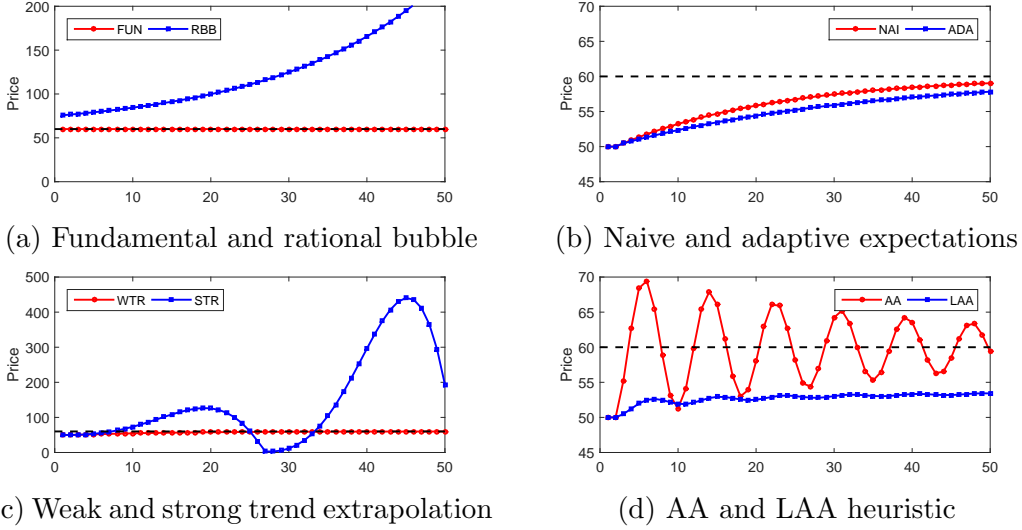 200
150
100
50
0
Price
FUN RBB
0 10 20 30 40 50
(a) Fundamental and rational bubble
70
65
60
55
50
45
Price
NAI ADA
0 10 20 30 40 50
(b) Naive and adaptive expectations
500
400
300
200
100
0
Price
WTR STR
0 10 20 30 40 50
c) Weak and strong trend extrapolation
70
65
60
55
50
45
Price
AA LAA
0 10 20 30 40 50
(d) AA and LAA heuristic